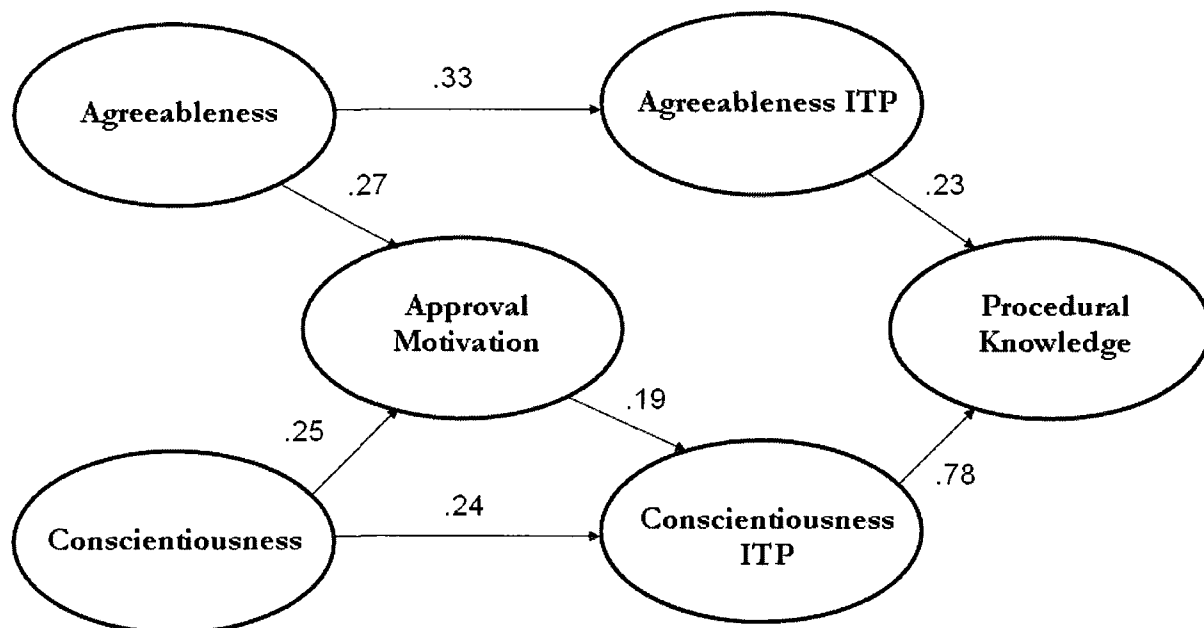 .33
Agreeableness
Agreeableness ITP
.27
.23
Approval
Motivation
Procedural
Knowledge
.19
.25
.78
.24
Conscientiousness
Conscientiousness
ITP